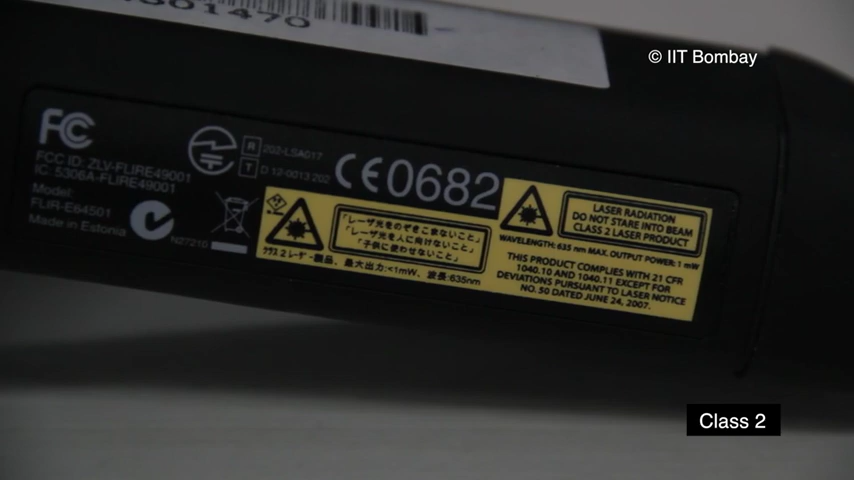 © IIT Bombay
FC
FCC ID: ZLV-FLIRE49001
IC: 5306A-FLIRE49001
Model:
FLIR-E64501
Made in Estonia
N27210
R 202-LSA017
T D 12-0013 202
CE0682
「レーザ光をのぞきこまないこと」
「レーザ光を人に向けないこと」
「子供に使わせないこと」
クラス 2 レーザー製品、最大出力:<1mW、波長:635nm
LASER RADIATION
DO NOT STARE INTO BEAM
CLASS 2 LASER PRODUCT
WAVELENGTH: 635 nm MAX. OUTPUT POWER: 1 mW
THIS PRODUCT COMPLIES WITH 21 CFR
1040.10 AND 1040.11 EXCEPT FOR
DEVIATIONS PURSUANT TO LASER NOTICE
NO. 50 DATED JUNE 24, 2007.
Class 2